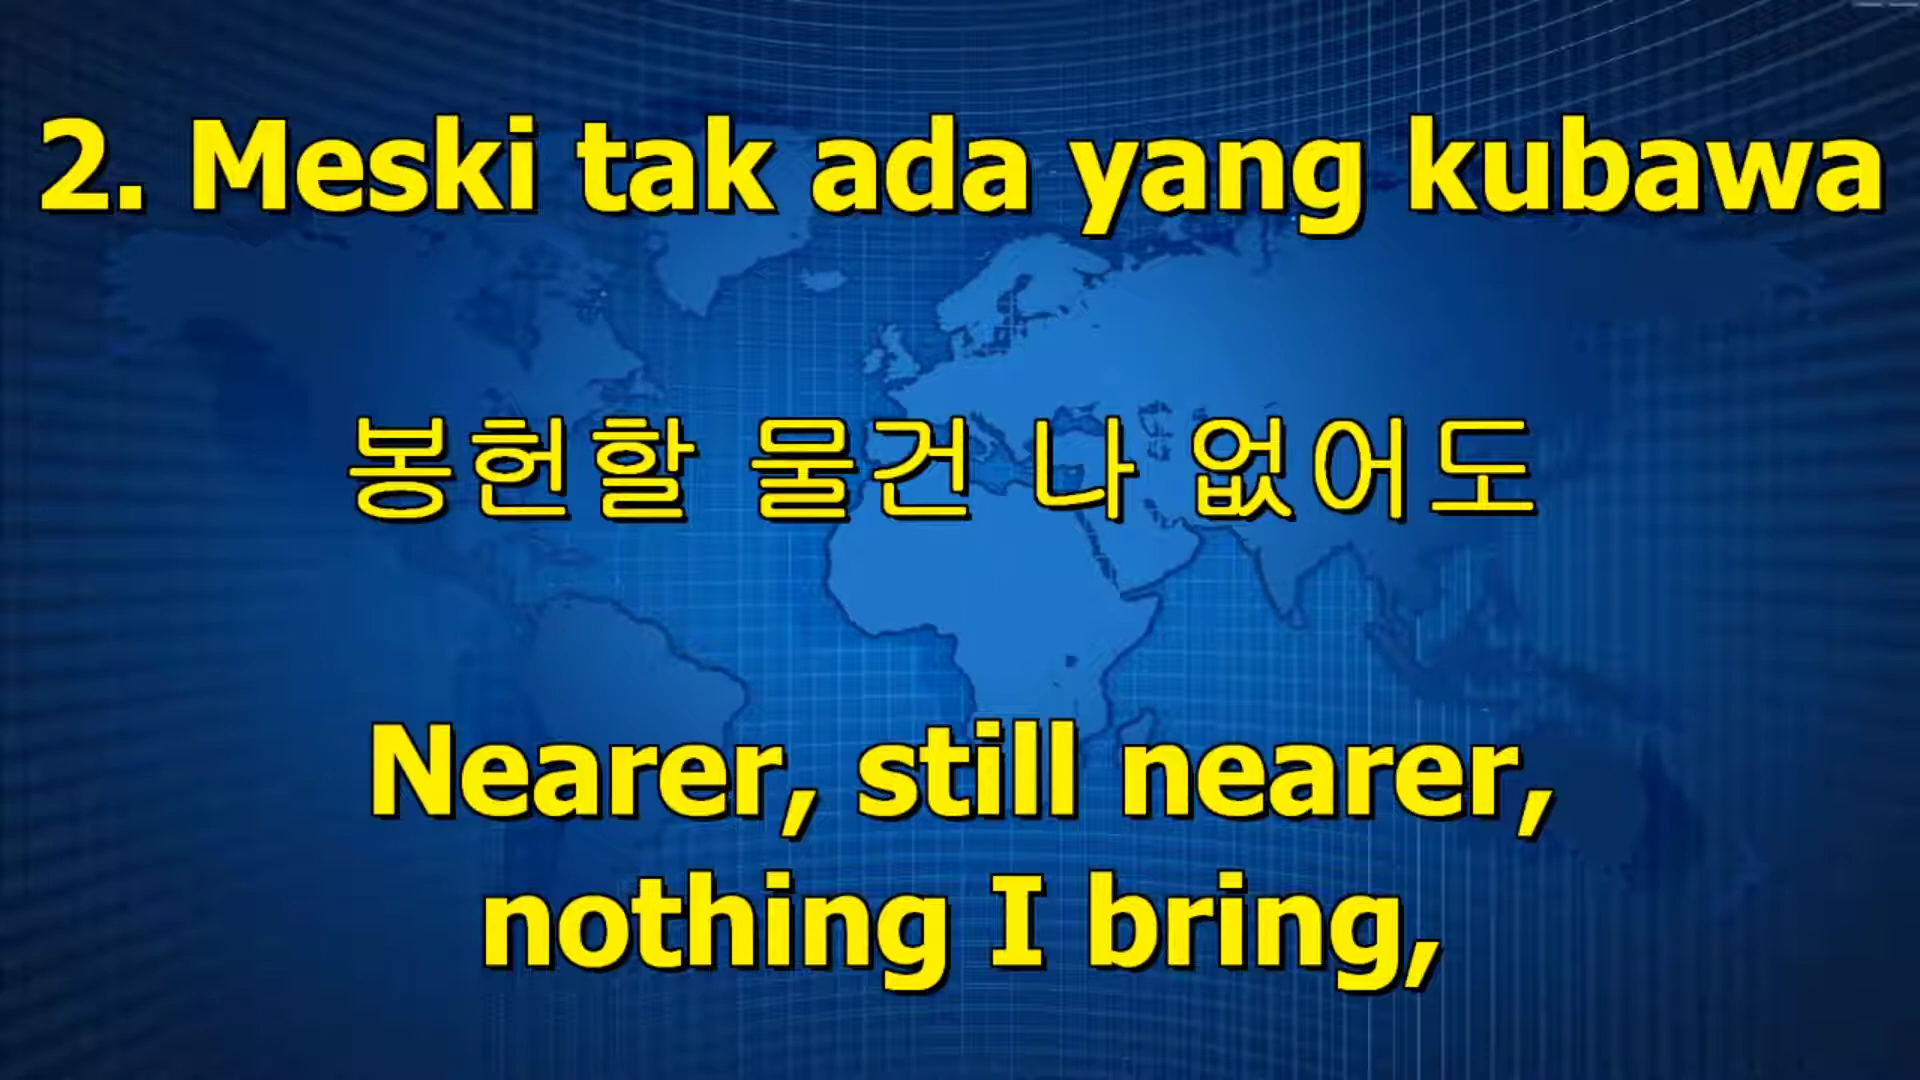 2. Meski tak ada yang kubawa
봉헌할 물건 나 없어도
Nearer, still nearer,
nothing I bring,